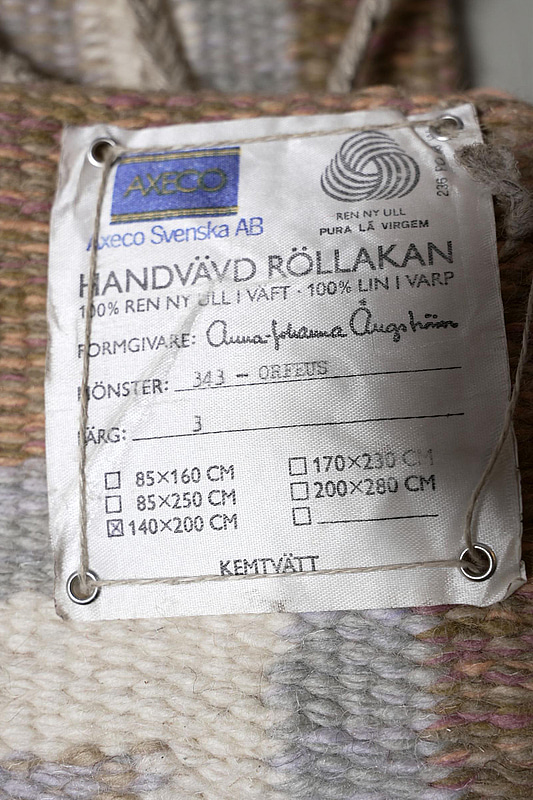 AXECO
Axeco Svenska AB
REN NY ULL
PURA LÃ VIRGEM
HANDVÄVD RÖLLAKAN
100% REN NY ULL I VÄFT · 100% LIN I VARP
FORMGIVARE: Anna-Johanna Ångström
MÖNSTER: 343 - ORFEUS
FÄRG: 3
☐ 85×160 CM
☐ 85×250 CM
☒ 140×200 CM
☐ 170×230 CM
☐ 200×280 CM
☐
KEMTVÄTT